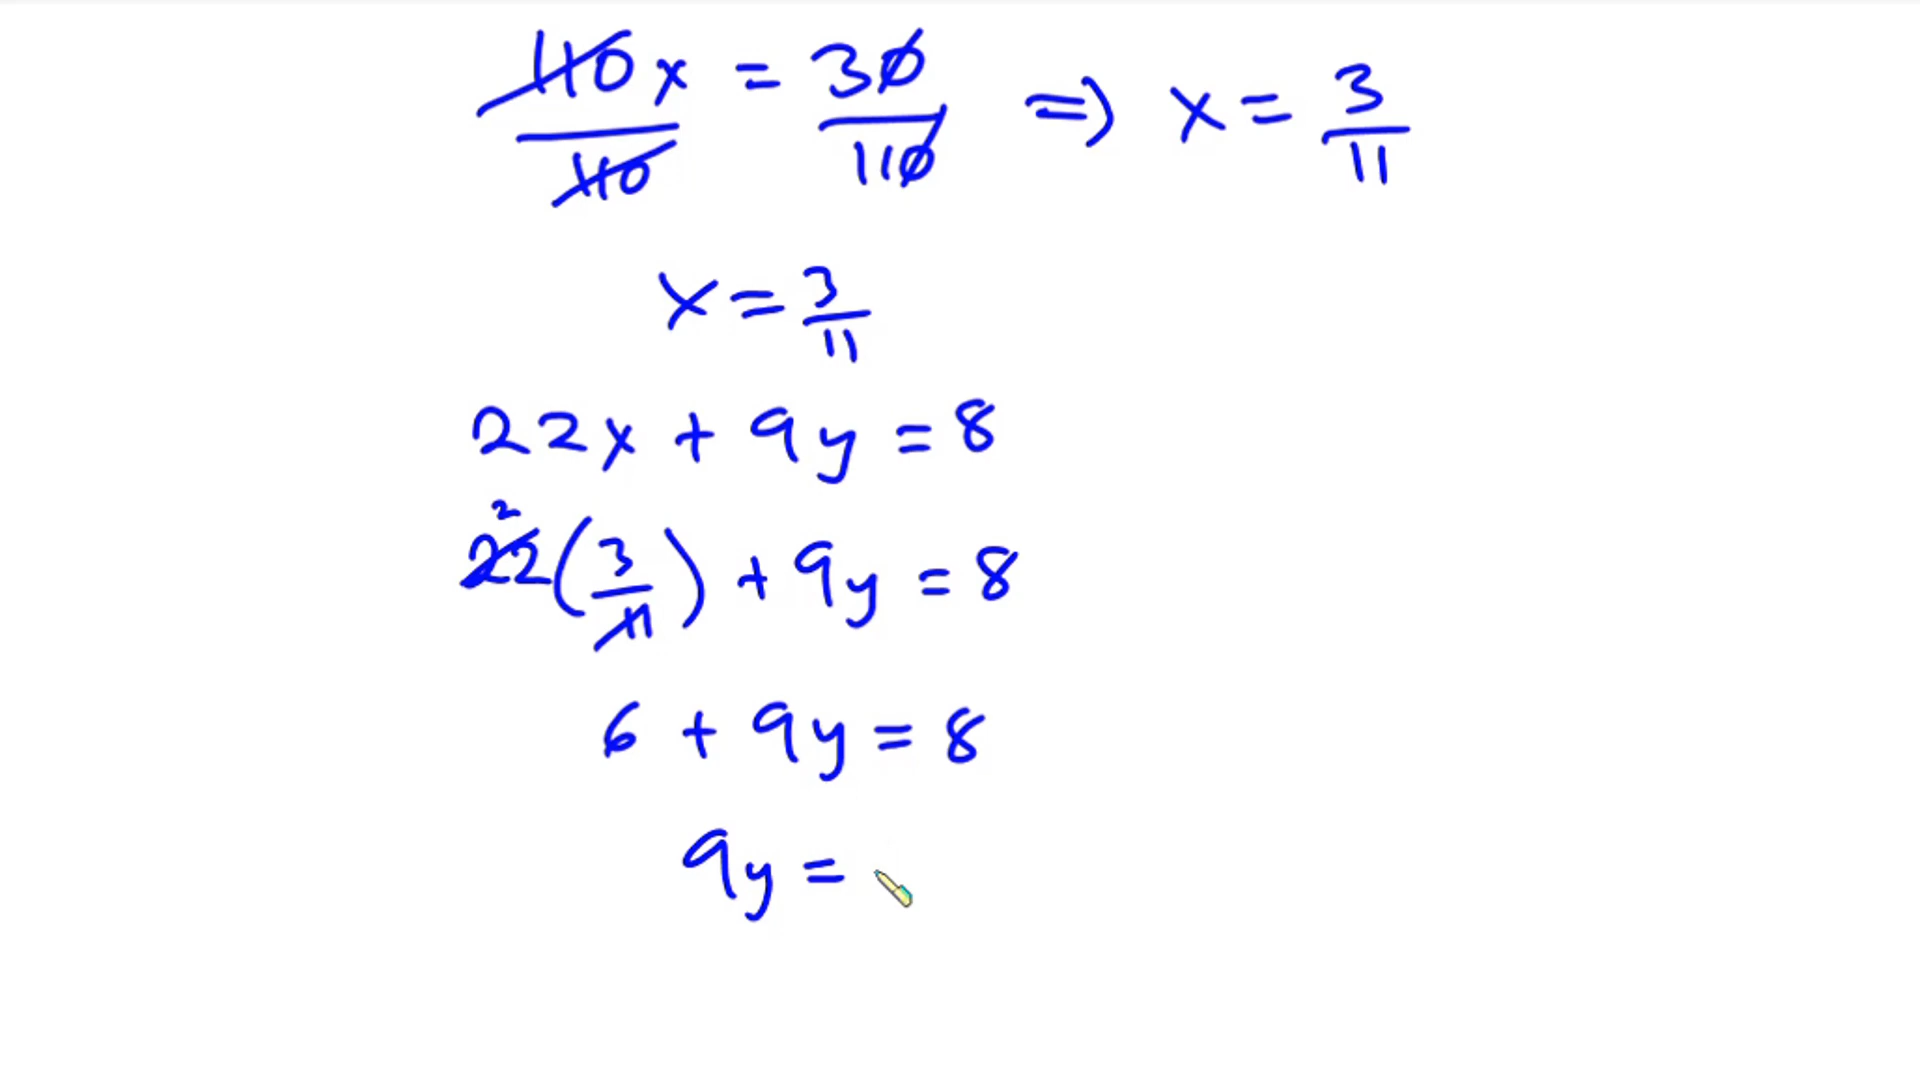 110x/110 = 30/110 ⇒ x = 3/11
x = 3/11
22x + 9y = 8
22²(3/11) + 9y = 8
6 + 9y = 8
9y =